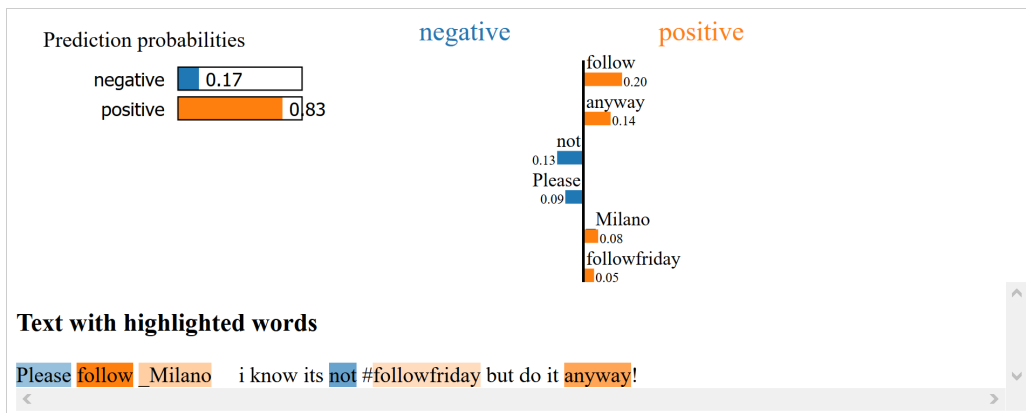 Prediction probabilities
negative 0.17
positive 0.83
negative positive
follow
0.20
anyway
0.14
not
0.13
Please
0.09
_Milano
0.08
followfriday
0.05
Text with highlighted words
Please follow _Milano i know its not #followfriday but do it anyway!